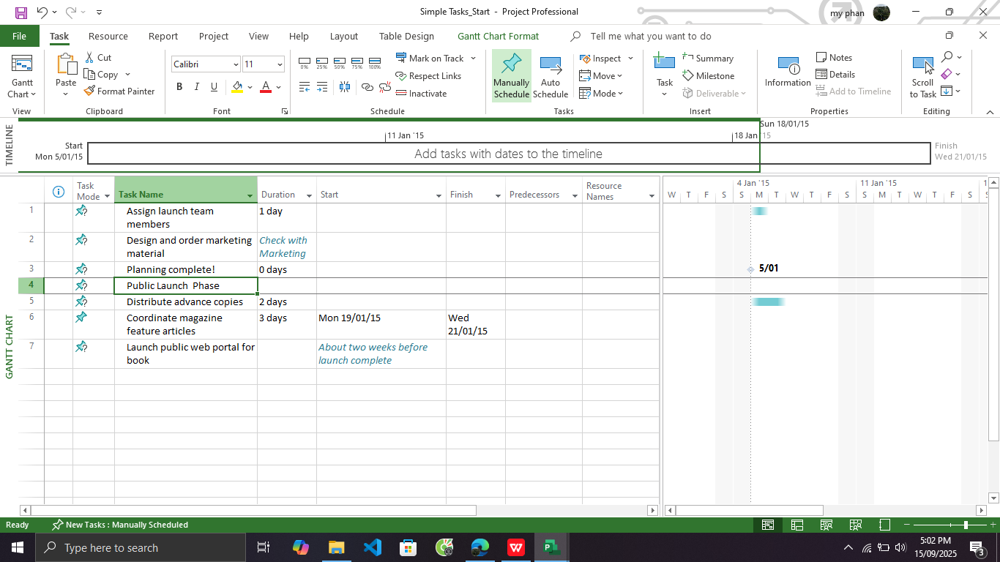 Simple Tasks_Start - Project Professional
my phan
File Task Resource Report Project View Help Layout Table Design Gantt Chart Format Tell me what you want to do
Gantt
Chart
View
Paste
Cut
Copy
Format Painter
Clipboard
Calibri 11
B I U A
Font
0% 25% 50% 75% 100%
Mark on Track
Respect Links
Inactivate
Schedule
Manually
Schedule
Auto
Schedule
Inspect
Move
Mode
Tasks
Task
Summary
Milestone
Deliverable
Insert
Information
Notes
Details
Add to Timeline
Properties
Scroll
to Task
Editing
TIMELINE
Sun 18/01/15
11 Jan '15
18 Jan '15
Start
Mon 5/01/15
Add tasks with dates to the timeline
Finish
Wed 21/01/15
GANTT CHART
Task
Mode
Task Name
Duration
Start
Finish
Predecessors
Resource
Names
4 Jan '15
11 Jan '15
1
W T F S S M T W T F S S M T W T F S S
1 Assign launch team
members
1 day
2 Design and order marketing
material
Check with
Marketing
3 Planning complete! 0 days
5/01
4 Public Launch  Phase
5 Distribute advance copies 2 days
6 Coordinate magazine
feature articles
3 days
Mon 19/01/15
Wed
21/01/15
7 Launch public web portal for
book
About two weeks before
launch complete
Ready New Tasks : Manually Scheduled
Type here to search
5:02 PM
15/09/2025
3